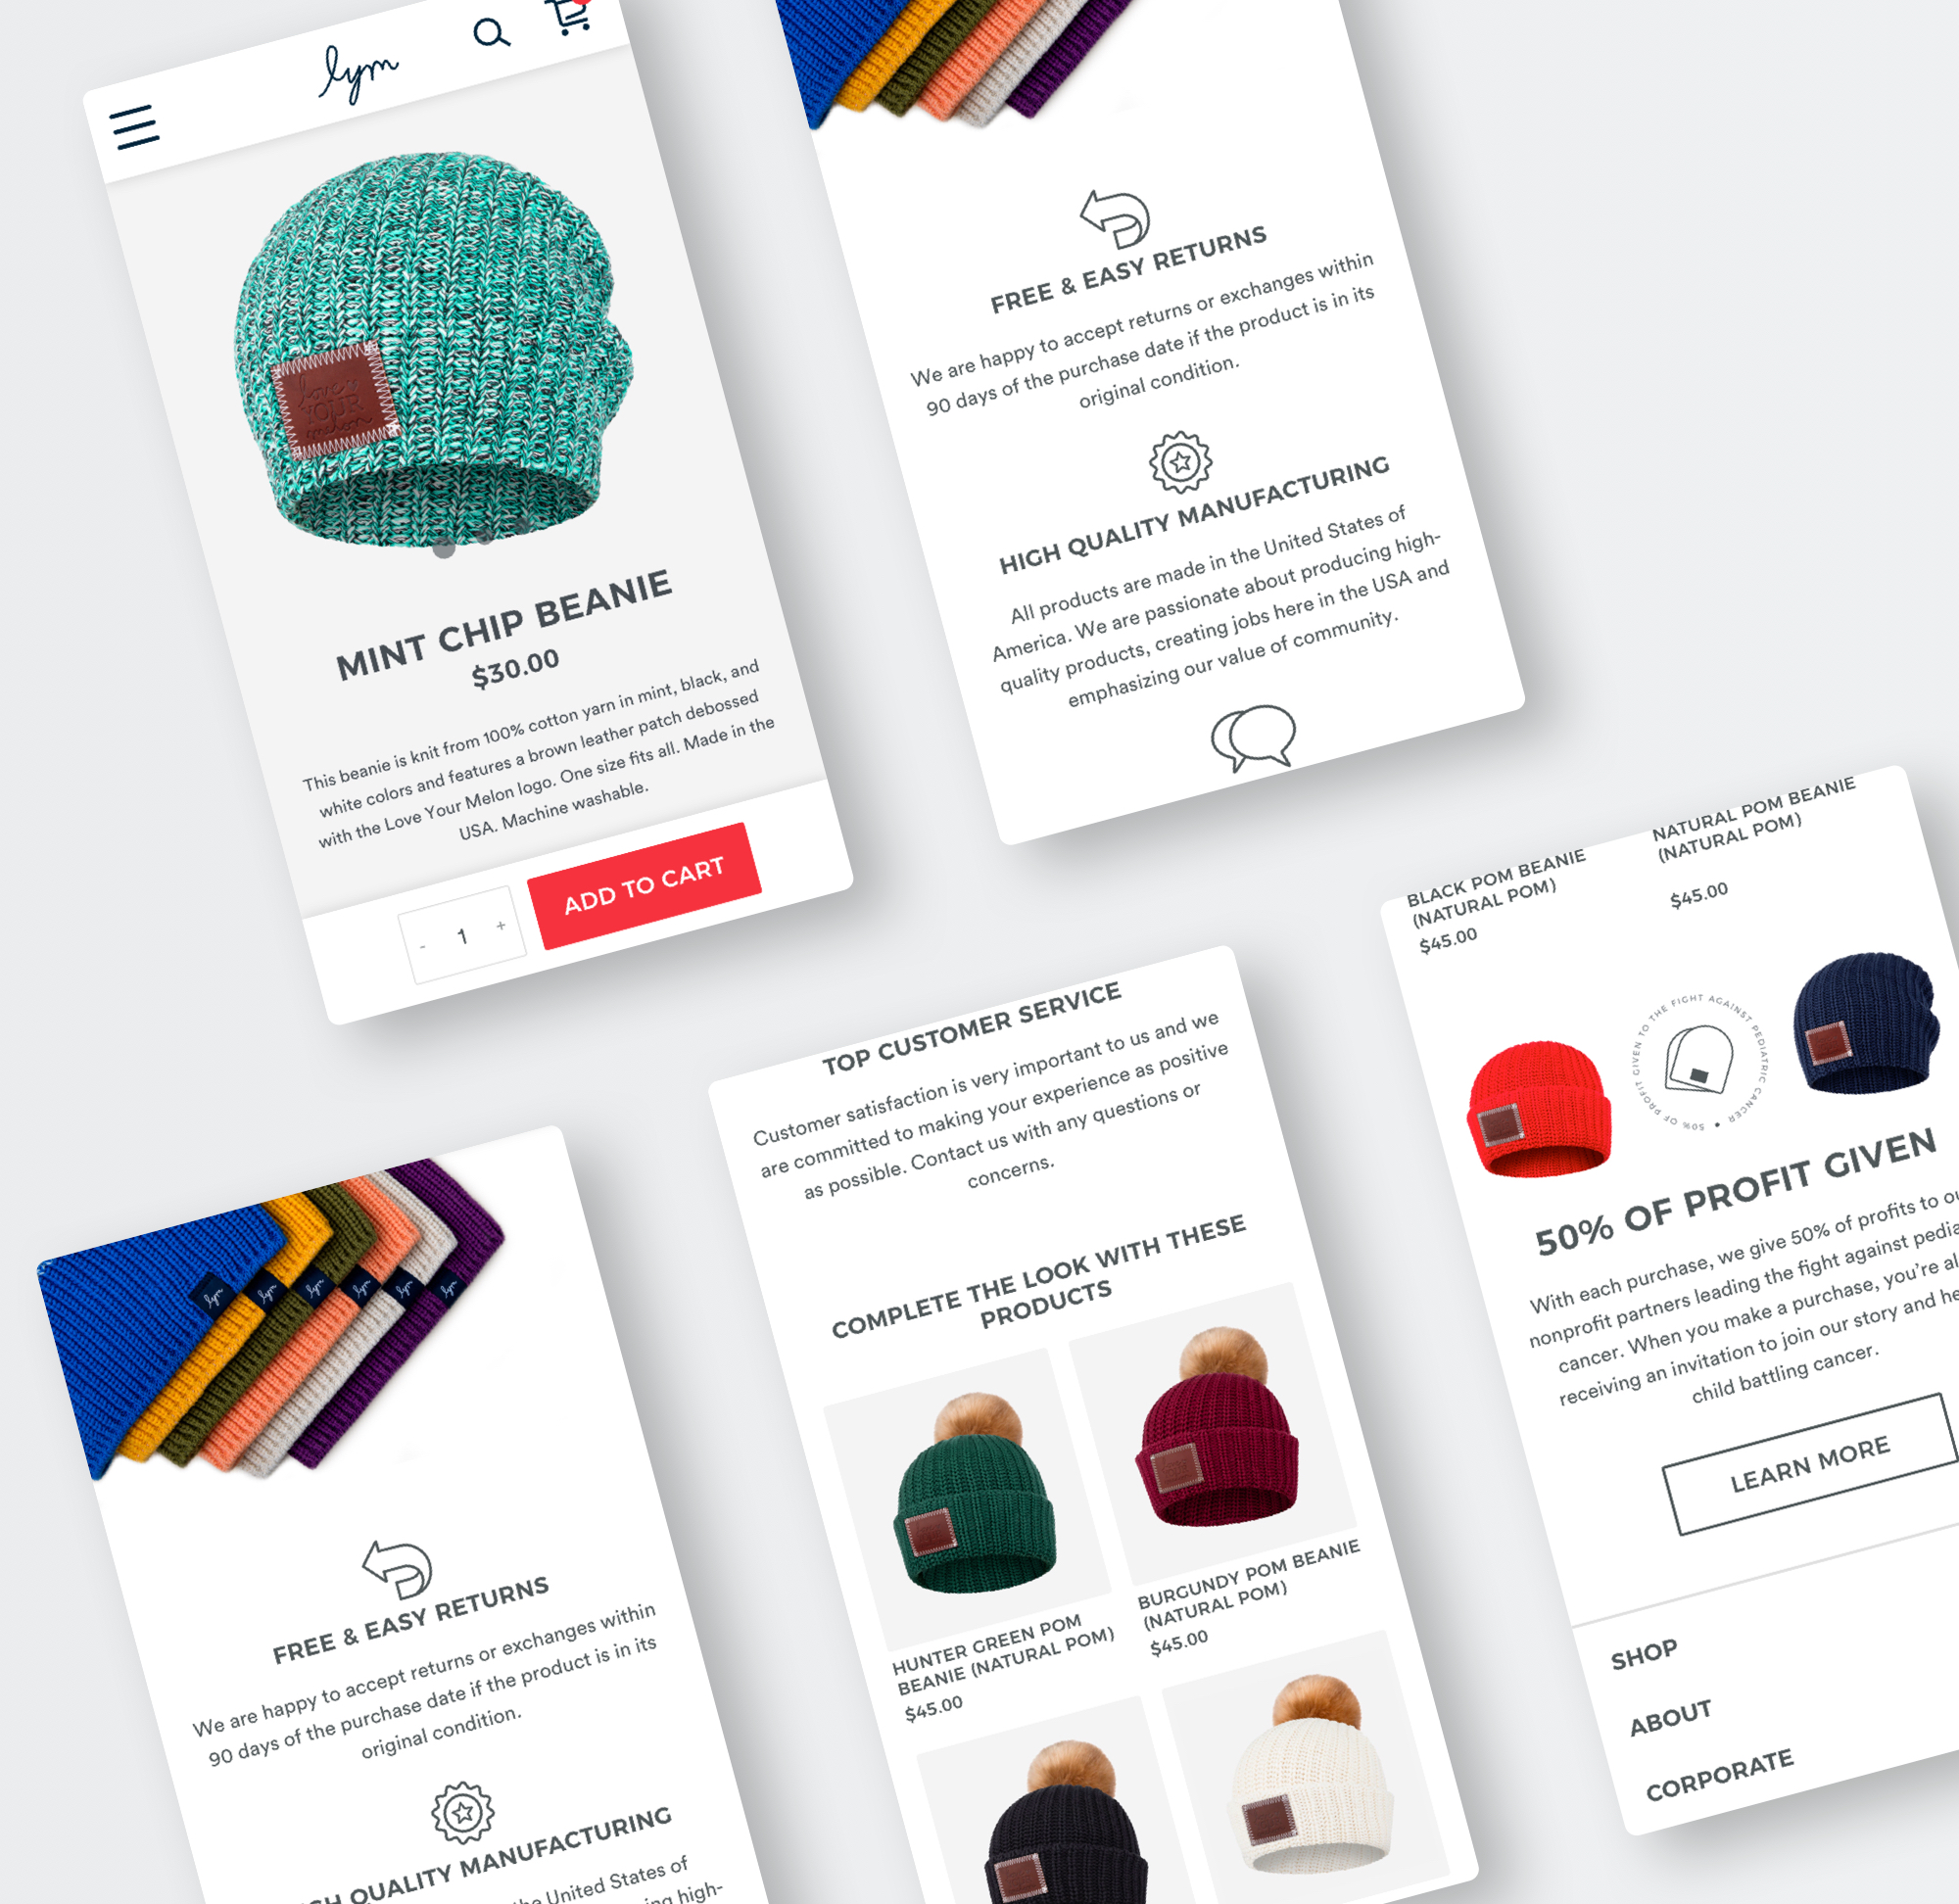 lym
love
YOUR
melon
MINT CHIP BEANIE
$30.00
This beanie is knit from 100% cotton yarn in mint, black, and
white colors and features a brown leather patch debossed
with the Love Your Melon logo. One size fits all. Made in the
USA. Machine washable.
- 1 +
ADD TO CART
FREE & EASY RETURNS
We are happy to accept returns or exchanges within
90 days of the purchase date if the product is in its
original condition.
HIGH QUALITY MANUFACTURING
All products are made in the United States of
America. We are passionate about producing high-
quality products, creating jobs here in the USA and
emphasizing our value of community.
lym
lym
lym
lym
lym
lym
FREE & EASY RETURNS
We are happy to accept returns or exchanges within
90 days of the purchase date if the product is in its
original condition.
QUALITY MANUFACTURING
United States of
high-
TOP CUSTOMER SERVICE
Customer satisfaction is very important to us and we
are committed to making your experience as positive
as possible. Contact us with any questions or
concerns.
COMPLETE THE LOOK WITH THESE
PRODUCTS
HUNTER GREEN POM
BEANIE (NATURAL POM)
$45.00
BURGUNDY POM BEANIE
(NATURAL POM)
$45.00
BLACK POM BEANIE
(NATURAL POM)
$45.00
NATURAL POM BEANIE
(NATURAL POM)
$45.00
50% OF PROFIT GIVEN TO THE FIGHT AGAINST PEDIATRIC CANCER •
50% OF PROFIT GIVEN
With each purchase, we give 50% of profits to
nonprofit partners leading the fight against
cancer. When you make a purchase, you're
receiving an invitation to join our story and
child battling cancer.
LEARN MORE
SHOP
ABOUT
CORPORATE